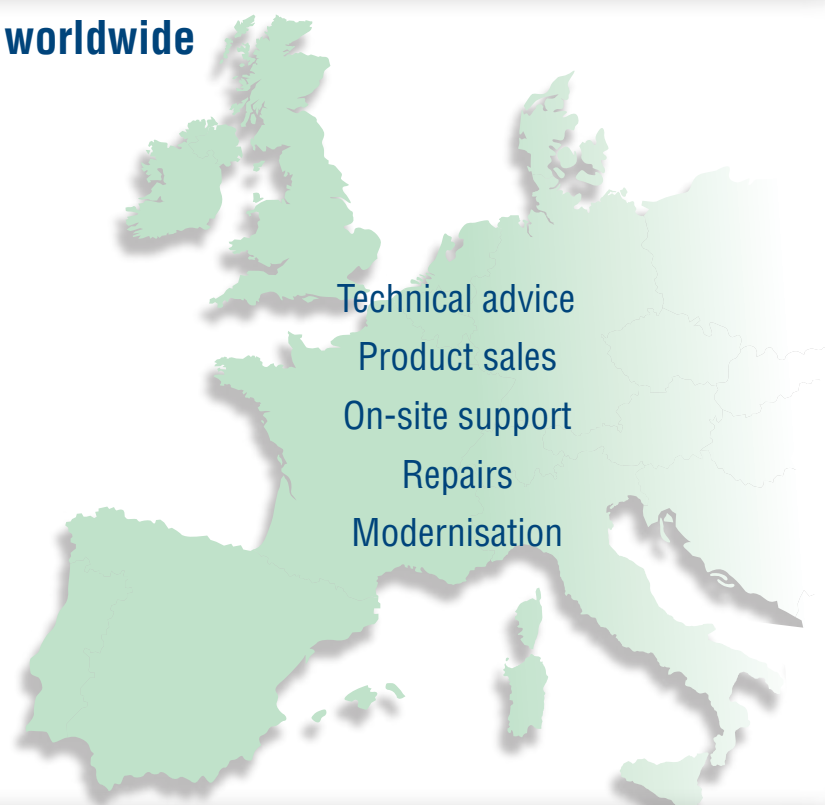 worldwide
Technical advice
Product sales
On-site support
Repairs
Modernisation